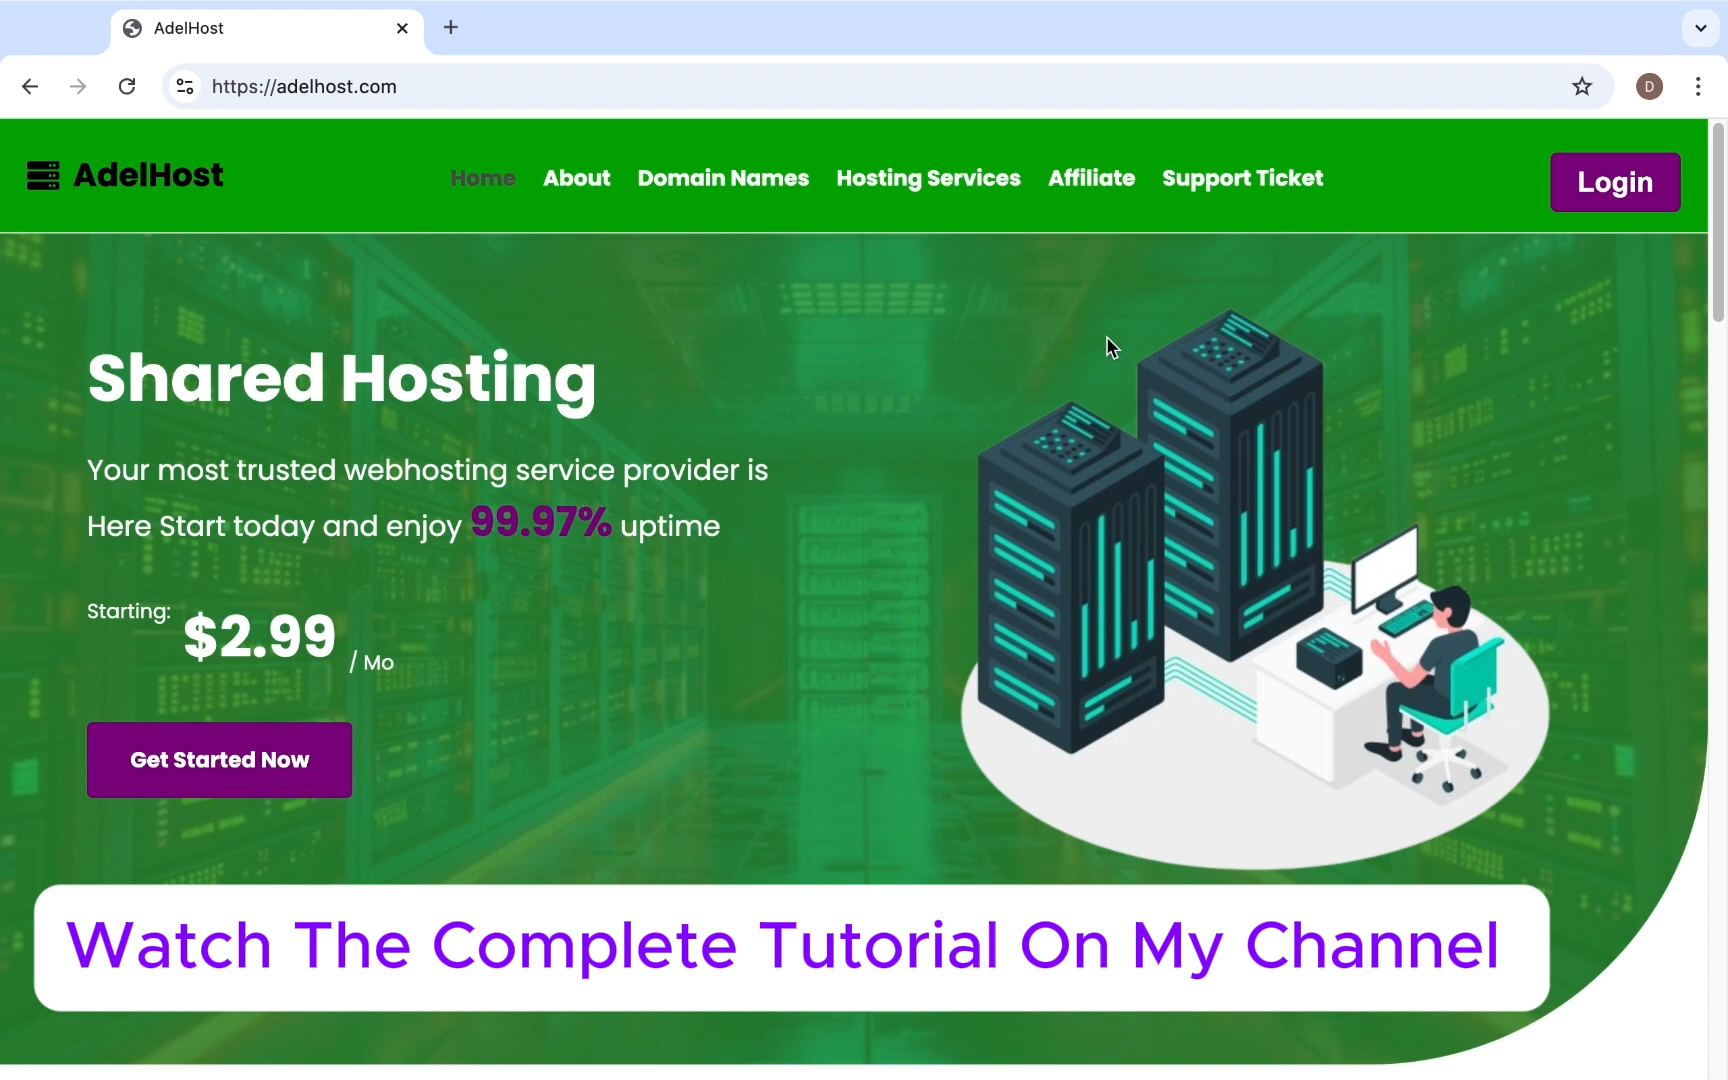 AdelHost
https://adelhost.com
D
AdelHost
Home About Domain Names Hosting Services Affiliate Support Ticket
Login
Shared Hosting
Your most trusted webhosting service provider is
Here Start today and enjoy 99.97% uptime
Starting: $2.99 / Mo
Get Started Now
Watch The Complete Tutorial On My Channel